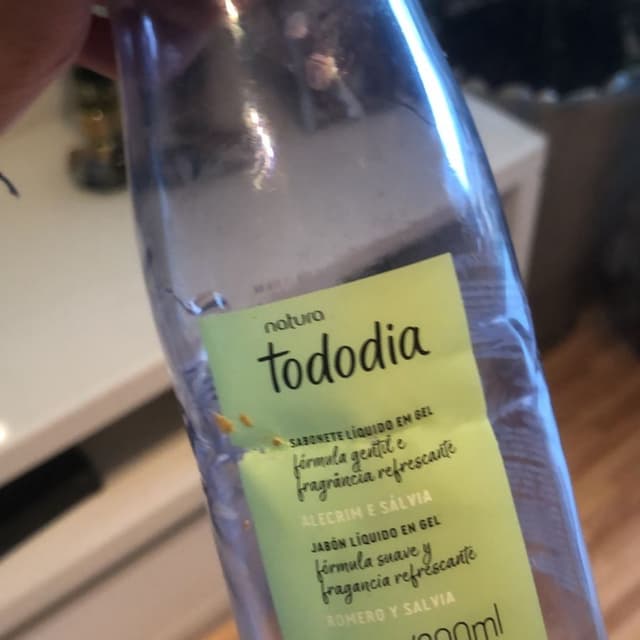 natura
tododia
SABONETE LÍQUIDO EM GEL
fórmula gentil e
fragrância refrescante
ALECRIM E SÁLVIA
JABÓN LÍQUIDO EN GEL
fórmula suave y
fragancia refrescante
ROMERO Y SALVIA